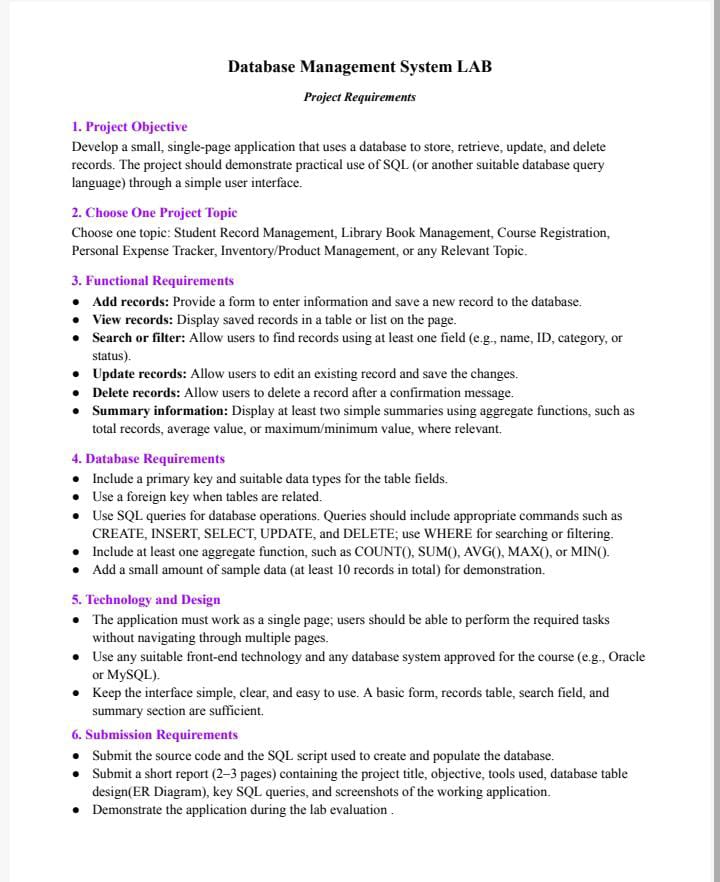 Database Management System LAB
Project Requirements
1. Project Objective
Develop a small, single-page application that uses a database to store, retrieve, update, and delete
records. The project should demonstrate practical use of SQL (or another suitable database query
language) through a simple user interface.
2. Choose One Project Topic
Choose one topic: Student Record Management, Library Book Management, Course Registration,
Personal Expense Tracker, Inventory/Product Management, or any Relevant Topic.
3. Functional Requirements
● Add records: Provide a form to enter information and save a new record to the database.
● View records: Display saved records in a table or list on the page.
● Search or filter: Allow users to find records using at least one field (e.g., name, ID, category, or
status).
● Update records: Allow users to edit an existing record and save the changes.
● Delete records: Allow users to delete a record after a confirmation message.
● Summary information: Display at least two simple summaries using aggregate functions, such as
total records, average value, or maximum/minimum value, where relevant.
4. Database Requirements
● Include a primary key and suitable data types for the table fields.
● Use a foreign key when tables are related.
● Use SQL queries for database operations. Queries should include appropriate commands such as
CREATE, INSERT, SELECT, UPDATE, and DELETE; use WHERE for searching or filtering.
● Include at least one aggregate function, such as COUNT(), SUM(), AVG(), MAX(), or MIN().
● Add a small amount of sample data (at least 10 records in total) for demonstration.
5. Technology and Design
● The application must work as a single page; users should be able to perform the required tasks
without navigating through multiple pages.
● Use any suitable front-end technology and any database system approved for the course (e.g., Oracle
or MySQL).
● Keep the interface simple, clear, and easy to use. A basic form, records table, search field, and
summary section are sufficient.
6. Submission Requirements
● Submit the source code and the SQL script used to create and populate the database.
● Submit a short report (2–3 pages) containing the project title, objective, tools used, database table
design(ER Diagram), key SQL queries, and screenshots of the working application.
● Demonstrate the application during the lab evaluation .